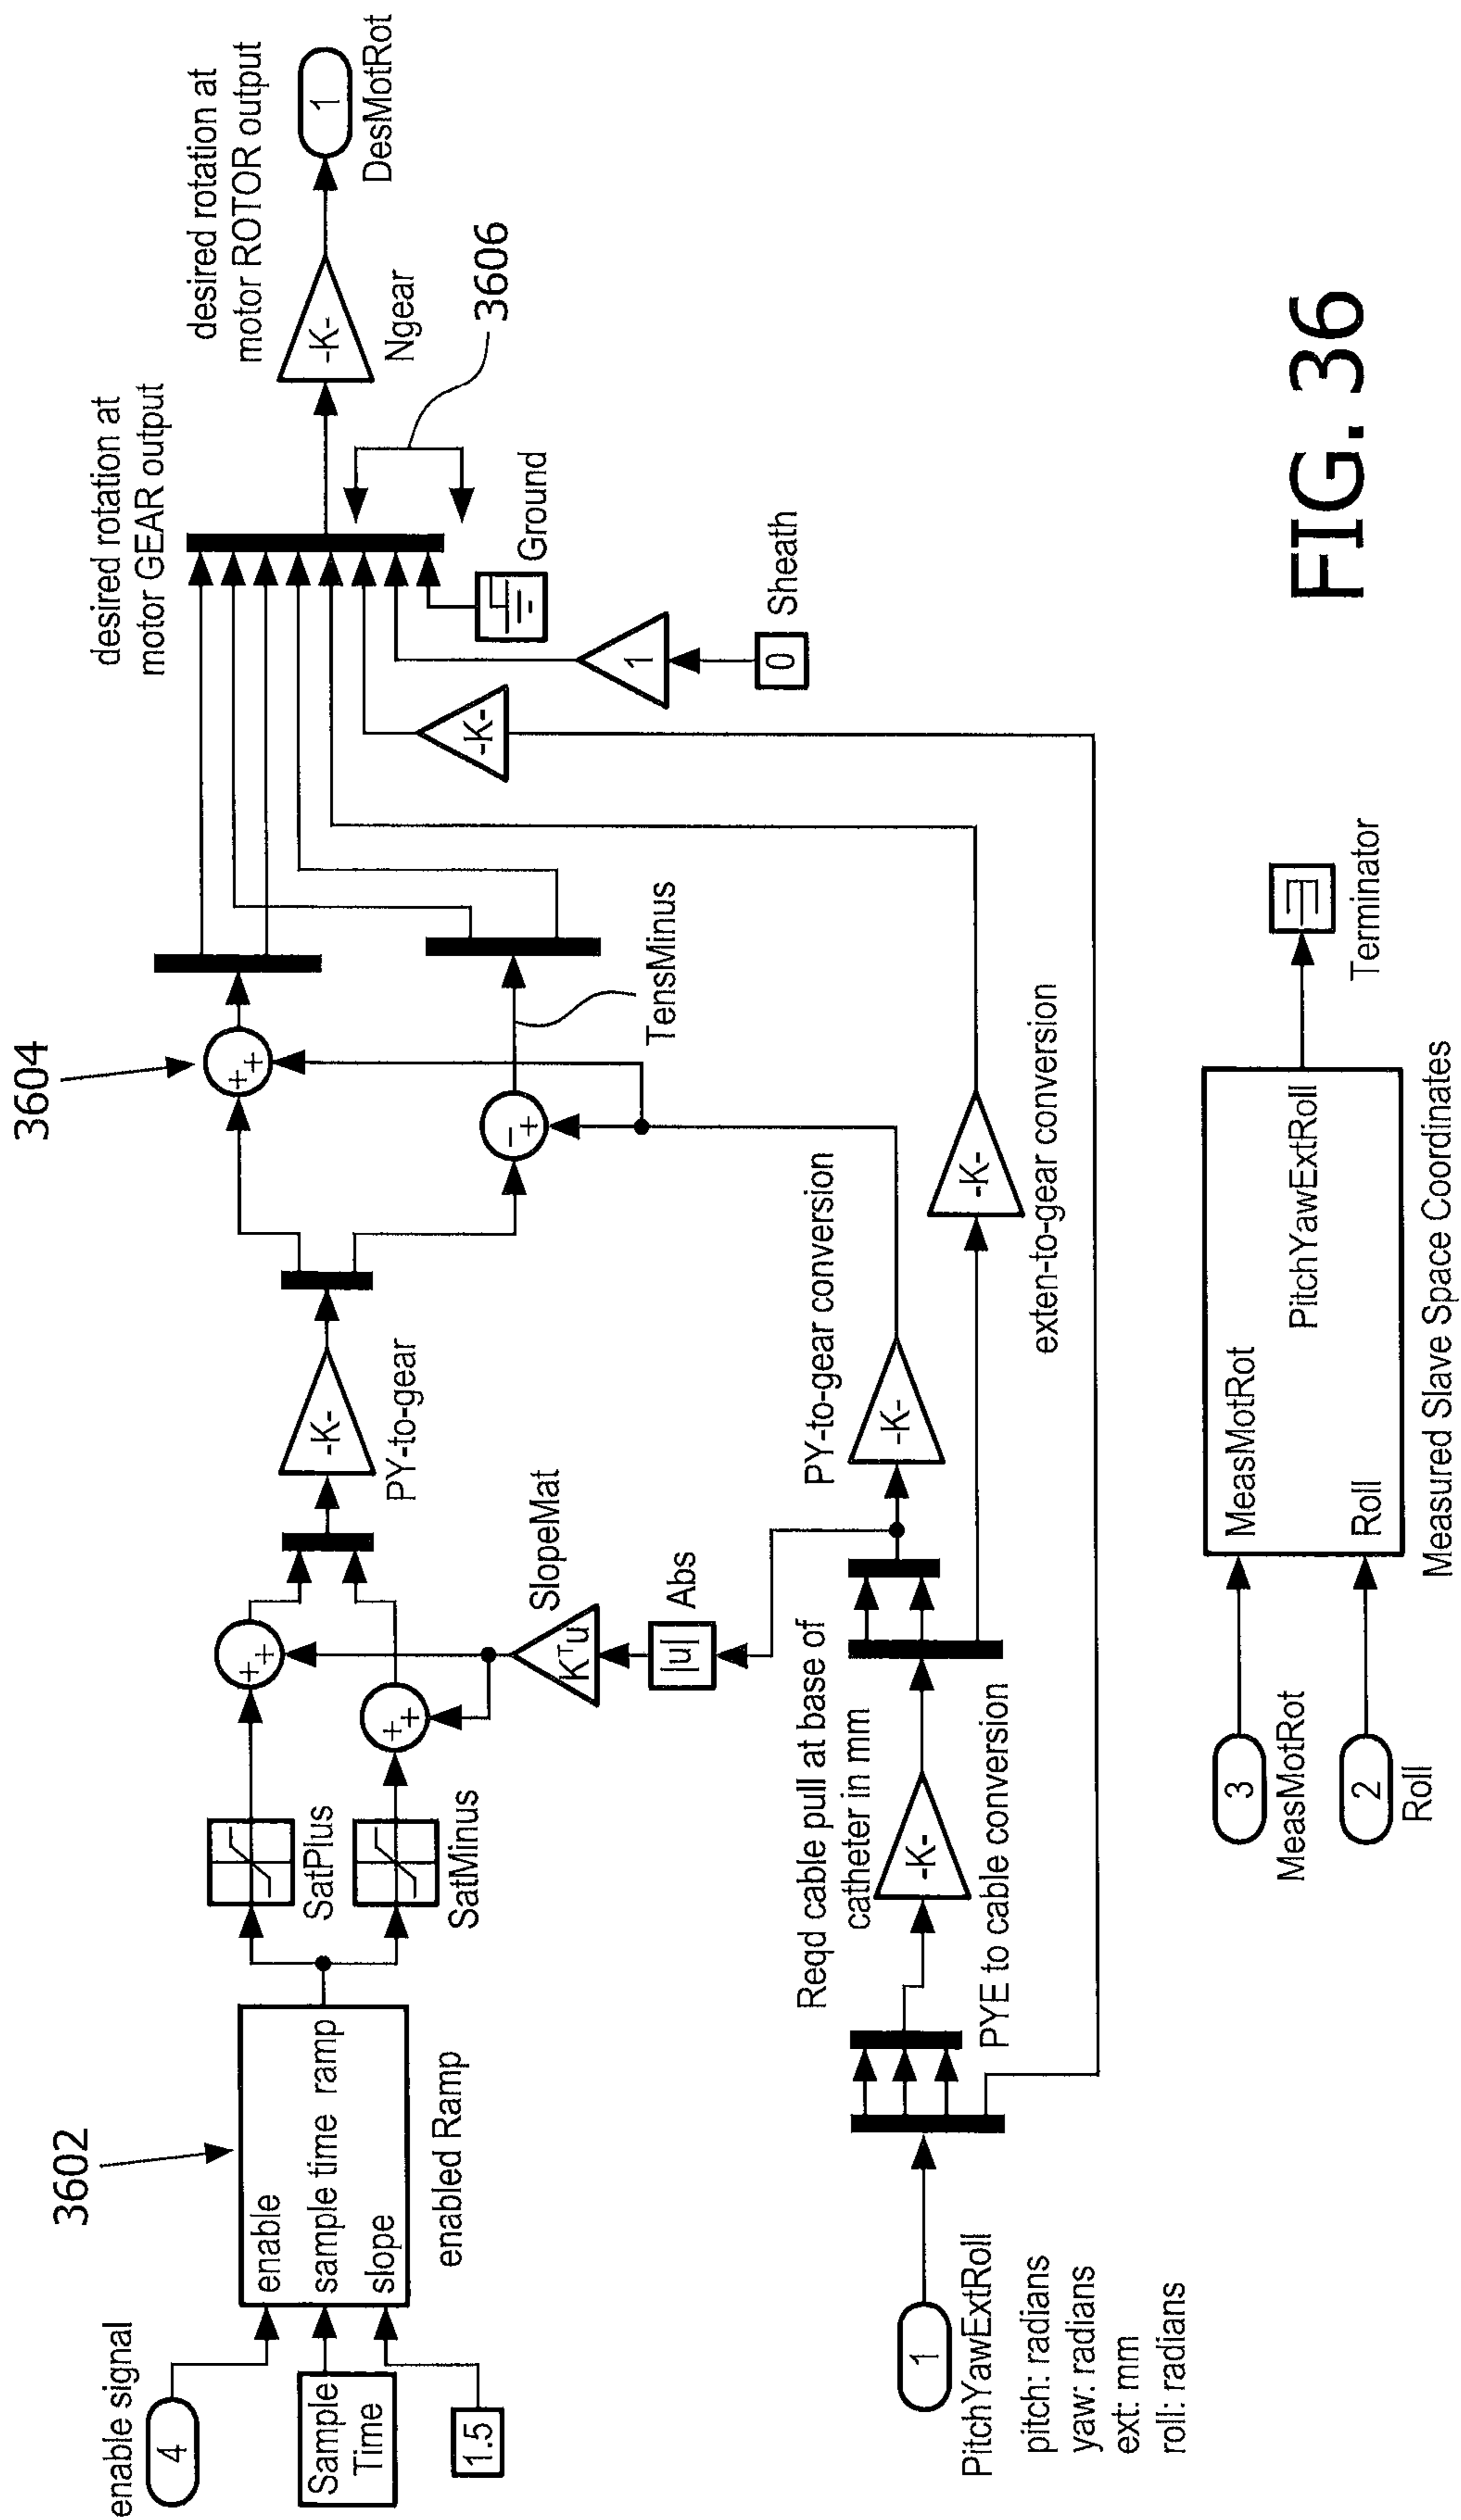 enable signal
4
Sample
Time
1.5
3602
enable
sample time ramp
slope
enabled Ramp
SatPlus
SatMinus
++
++
-K-
PY-to-gear
3604
++
-+
TensMinus
desired rotation at
motor GEAR output
desired rotation at
motor ROTOR output
-K-
Ngear
1
DesMotRot
3606
Ground
1
0
Sheath
-K-
SlopeMat
K^T u
|u|
Abs
1
PitchYawExtRoll
pitch: radians
yaw: radians
ext: mm
roll: radians
Reqd cable pull at base of
catheter in mm
-K-
PYE to cable conversion
PY-to-gear conversion
-K-
-K-
exten-to-gear conversion
3
MeasMotRot
2
Roll
MeasMotRot
PitchYawExtRoll
Roll
Measured Slave Space Coordinates
Terminator
FIG. 36